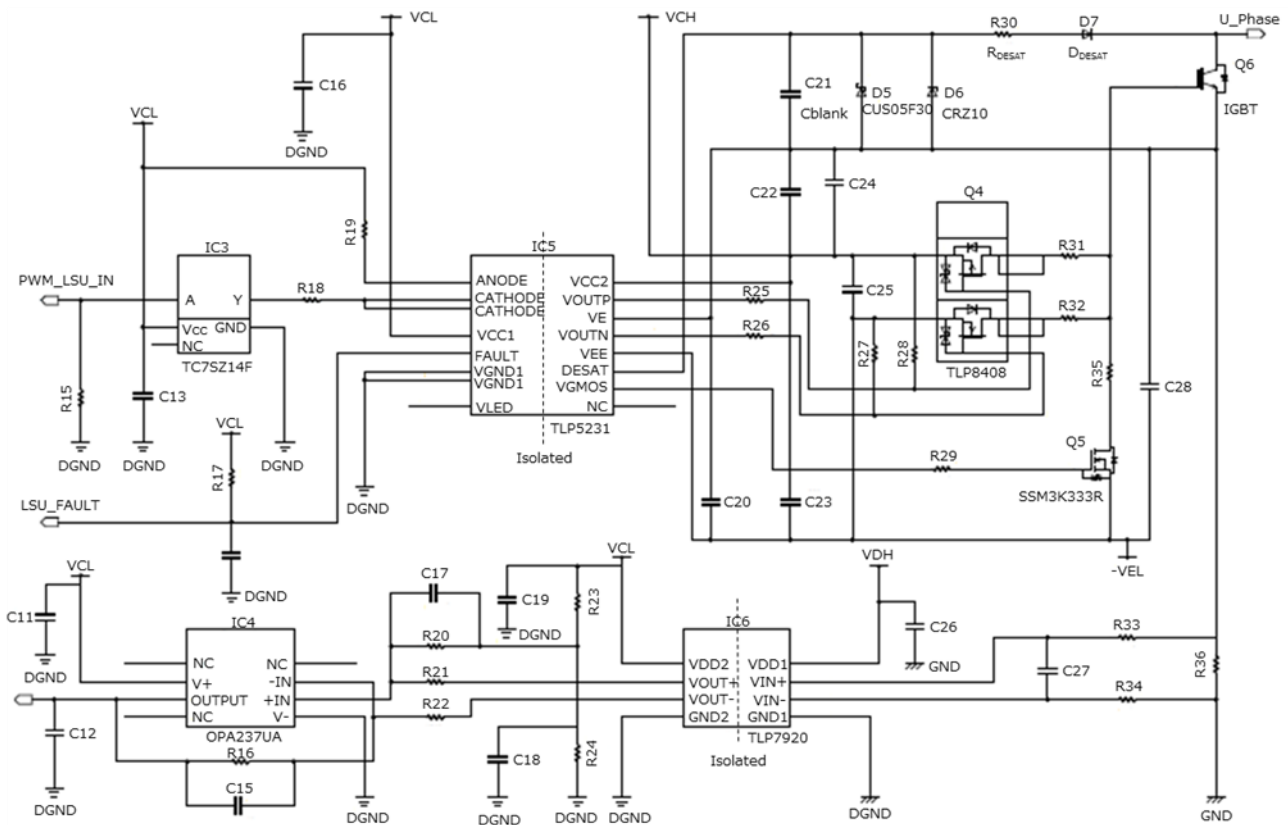 VCL
VCH
R30
D7
U_Phase
RDESAT
DDESAT
Q6
C16
C21
D5
D6
Cblank
CUS05F30
CRZ10
IGBT
VCL
DGND
C22
C24
Q4
R19
IC3
IC5
R31
PWM_LSU_IN
A
Y
R18
ANODE
CATHODE
CATHODE
VCC2
VOUTP
R25
C25
VE
R26
R32
Vcc
GND
VCC1
VOUTN
NC
FAULT
VEE
R27
R28
TC7SZ14F
VGND1
VGND1
DESAT
TLP8408
R35
C28
R15
C13
VGMOS
VLED
NC
VCL
TLP5231
Isolated
Q5
DGND
DGND
DGND
R17
R29
DGND
SSM3K333R
LSU_FAULT
C20
C23
VCL
VCL
VDH
-VEL
C17
DGND
C11
C19
R23
IC4
DGND
IC6
C26
R33
R20
DGND
NC
NC
R21
VDD2
VDD1
GND
R36
V+
-IN
VOUT+
VIN+
C27
OUTPUT
+IN
R22
VOUT-
VIN-
R34
NC
V-
GND2
GND1
C12
OPA237UA
TLP7920
R16
C18
R24
Isolated
C15
DGND
DGND
DGND
DGND
DGND
DGND
DGND
GND